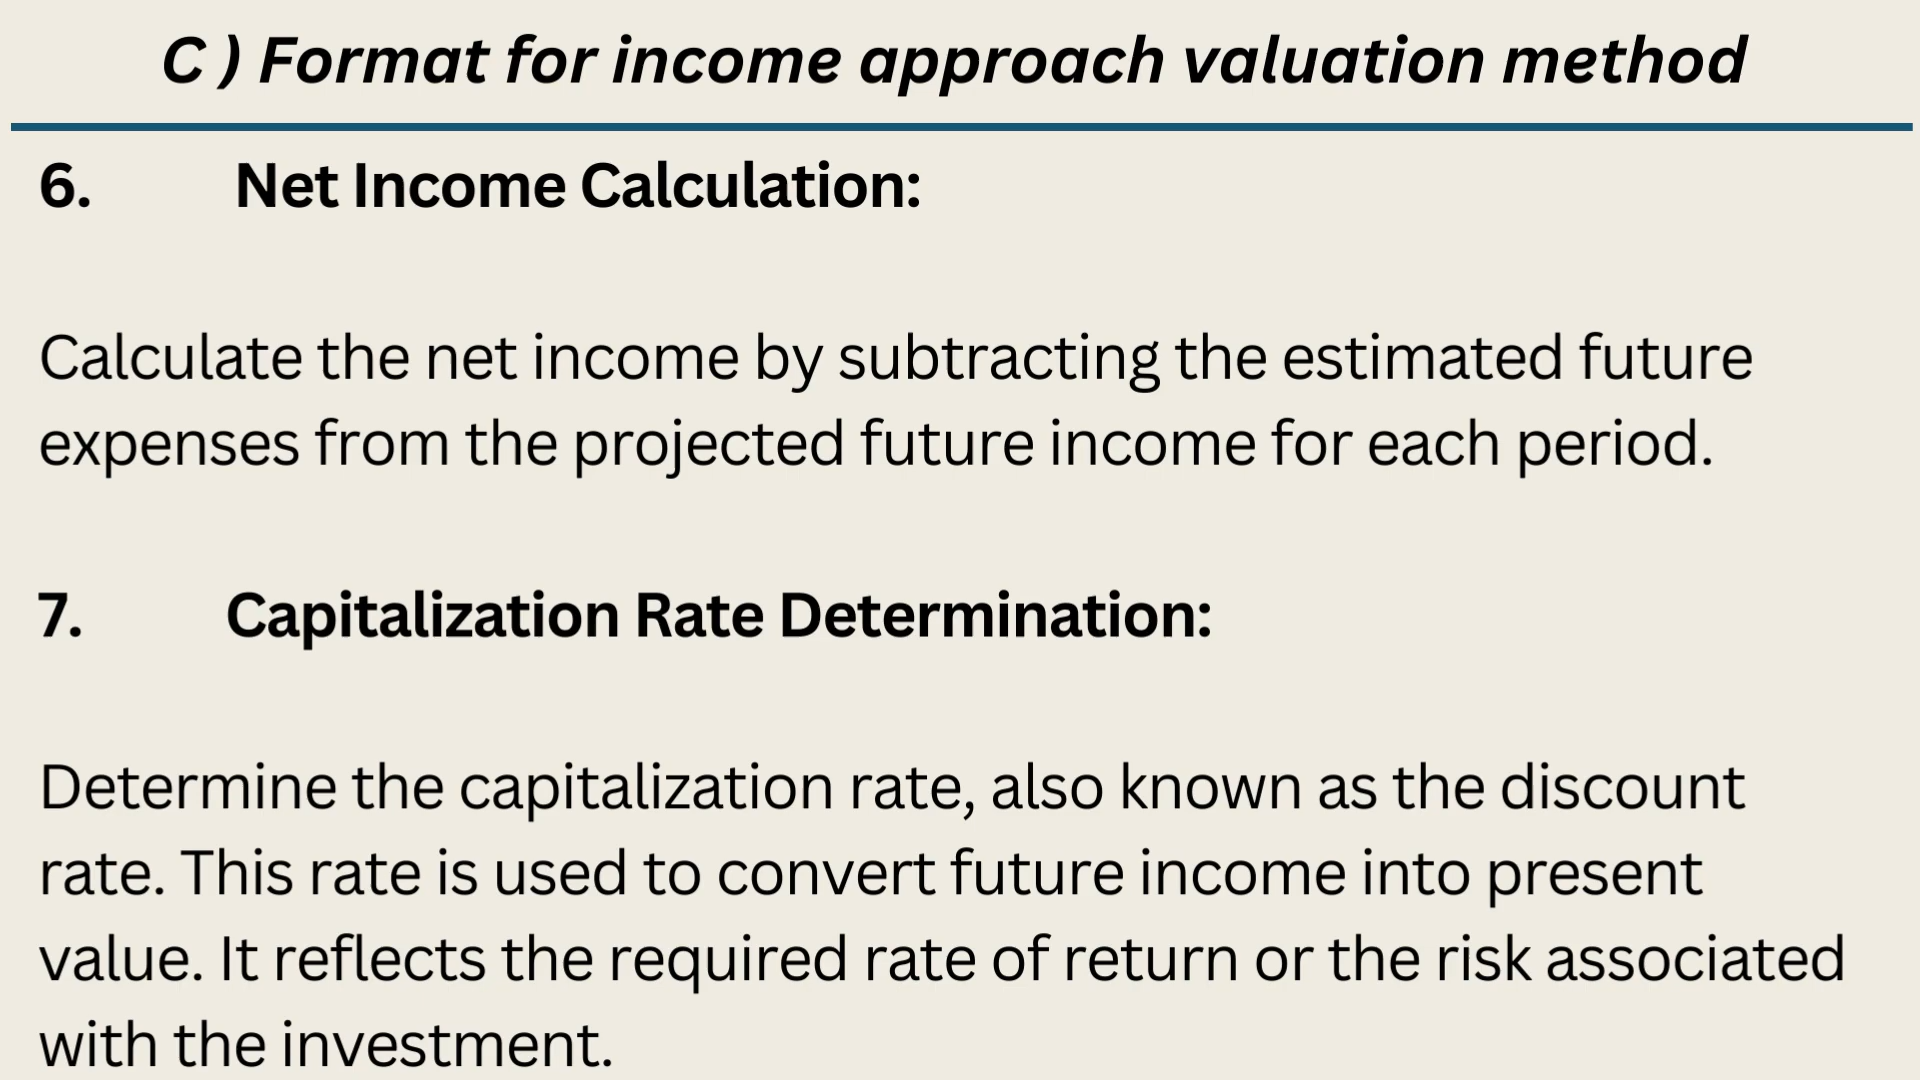 C ) Format for income approach valuation method
6. Net Income Calculation:
Calculate the net income by subtracting the estimated future
expenses from the projected future income for each period.
7. Capitalization Rate Determination:
Determine the capitalization rate, also known as the discount
rate. This rate is used to convert future income into present
value. It reflects the required rate of return or the risk associated
with the investment.